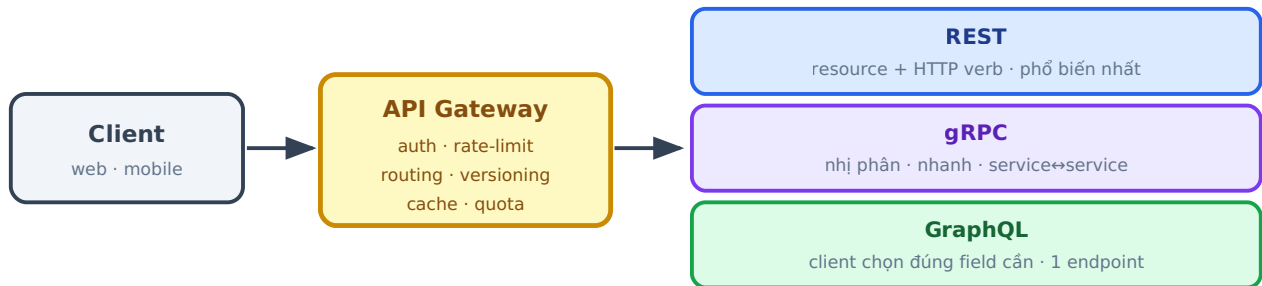 Client
web · mobile
API Gateway
auth · rate-limit
routing · versioning
cache · quota
REST
resource + HTTP verb · phổ biến nhất
gRPC
nhị phân · nhanh · service↔service
GraphQL
client chọn đúng field cần · 1 endpoint